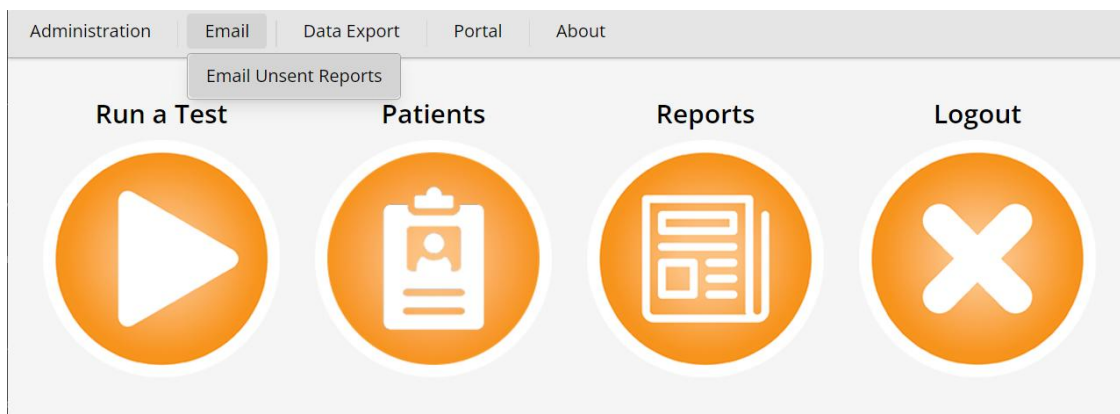 Administration Email Data Export Portal About
Email Unsent Reports
Run a Test Patients Reports Logout